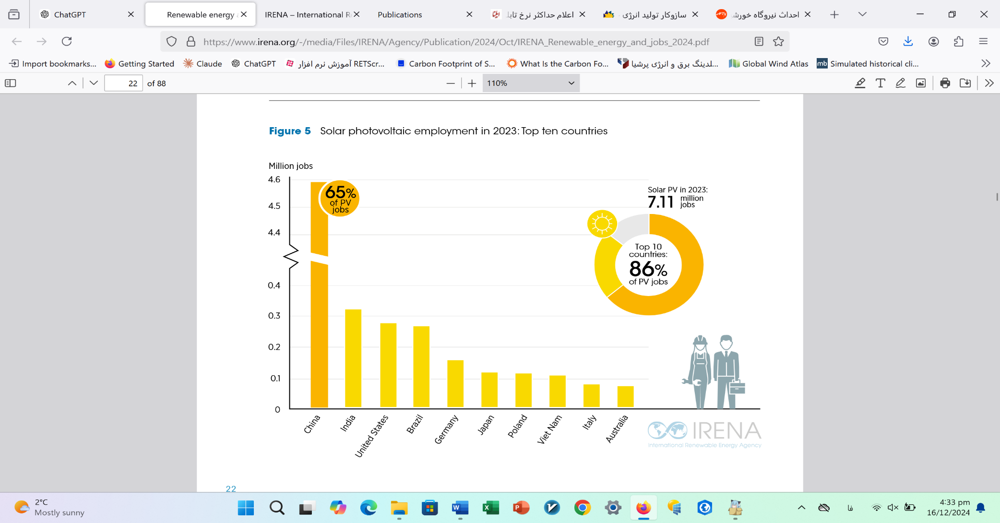 ChatGPT
Renewable energy a
IRENA – International Re
Publications
اعلام حداکثر نرخ تابل
سازوکار تولید انرژی -
احداث نیروگاه خورش
https://www.irena.org/-/media/Files/IRENA/Agency/Publication/2024/Oct/IRENA_Renewable_energy_and_jobs_2024.pdf
Import bookmarks...
Getting Started
Claude
ChatGPT
آموزش نرم افزار RETScr...
Carbon Footprint of S...
What Is the Carbon Fo...
لدینگ برق و انرژی پرشیا...
Global Wind Atlas
mb Simulated historical cli...
22 of 88
110%
Figure 5 Solar photovoltaic employment in 2023: Top ten countries
Million jobs
4.6
4.5
4.4
0.4
0.3
0.2
0.1
0
65%
of PV
jobs
Solar PV in 2023:
7.11 million
jobs
Top 10
countries:
86%
of PV jobs
China
India
United States
Brazil
Germany
Japan
Poland
Viet Nam
Italy
Australia
IRENA
International Renewable Energy Agency
22
2°C
Mostly sunny
فا
4:33 pm
16/12/2024